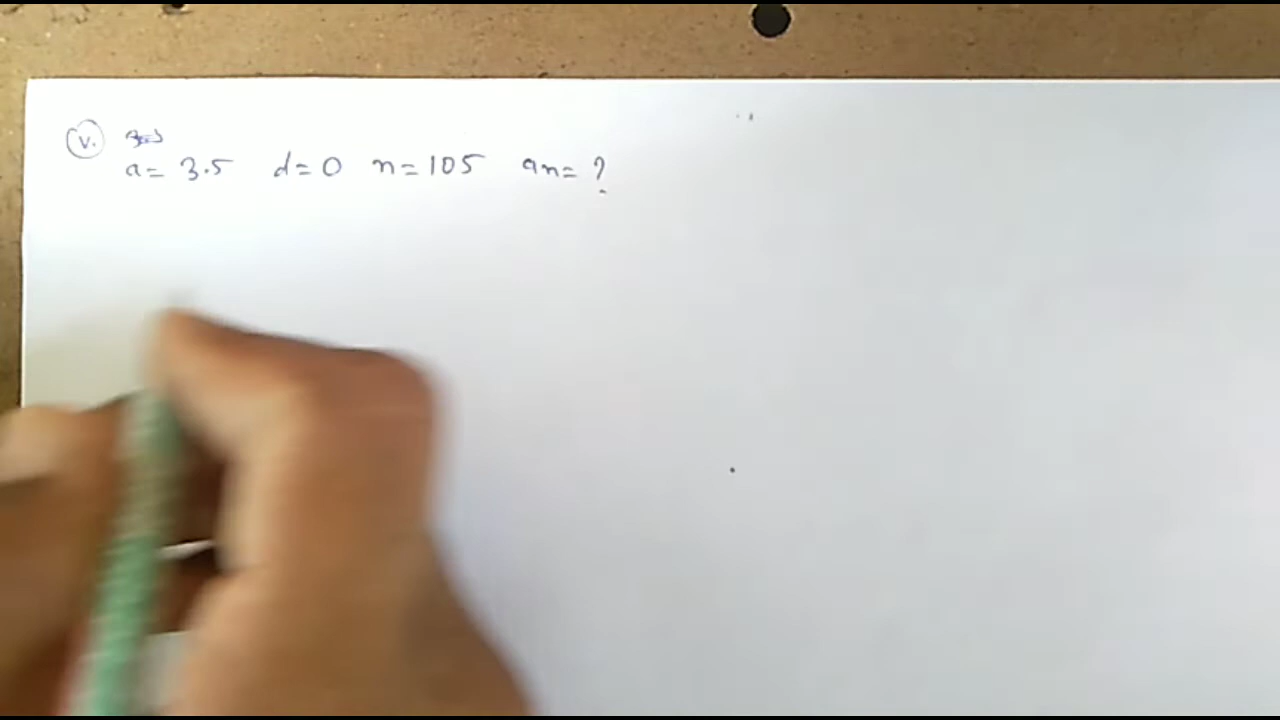 (v.)
a = 3.5 d = 0 n = 105 an = ?